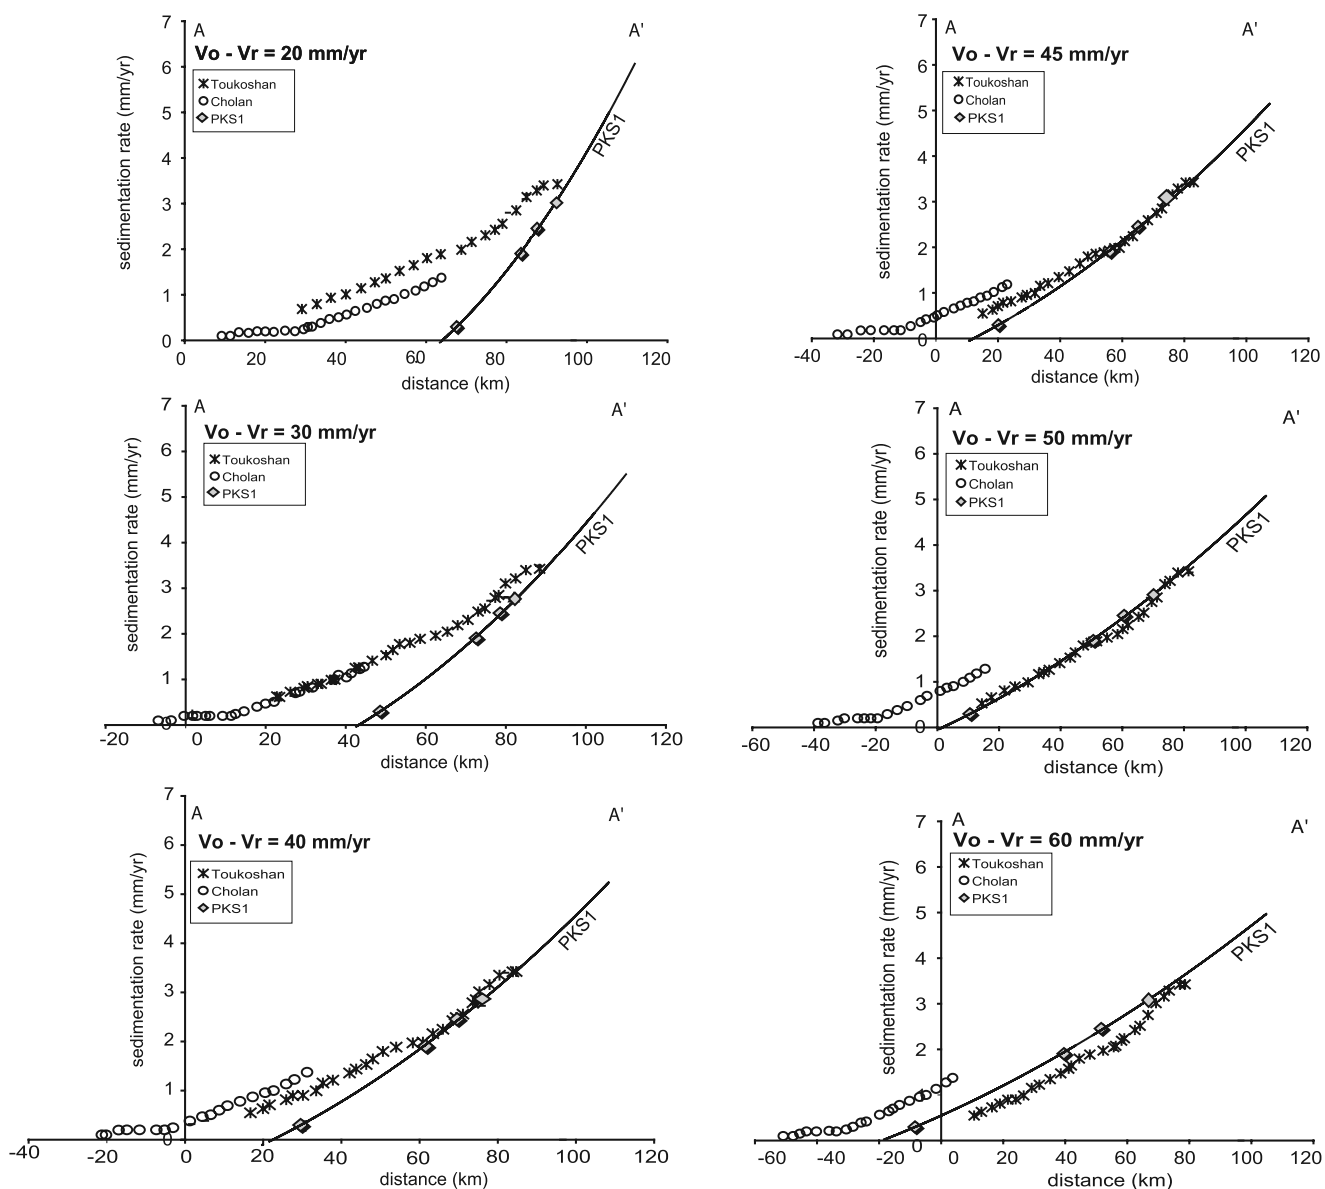 A A'
Vo - Vr = 20 mm/yr
Toukoshan
Cholan
PKS1
PKS1
sedimentation rate (mm/yr)
7
6
5
4
3
2
1
0
0 20 40 60 80 100 120
distance (km)
A A'
Vo - Vr = 45 mm/yr
Toukoshan
Cholan
PKS1
PKS1
sedimentation rate (mm/yr)
7
6
5
4
3
2
1
0
-40 -20 0 20 40 60 80 100 120
distance (km)
A A'
Vo - Vr = 30 mm/yr
Toukoshan
Cholan
PKS1
PKS1
sedimentation rate (mm/yr)
7
6
5
4
3
2
1
0
-20 0 20 40 60 80 100 120
distance (km)
A A'
Vo - Vr = 50 mm/yr
Toukoshan
Cholan
PKS1
PKS1
sedimentation rate (mm/yr)
7
6
5
4
3
2
1
0
-60 -40 -20 0 20 40 60 80 100 120
distance (km)
A A'
Vo - Vr = 40 mm/yr
Toukoshan
Cholan
PKS1
PKS1
sedimentation rate (mm/yr)
7
6
5
4
3
2
1
0
-40 -20 0 20 40 60 80 100 120
distance (km)
A A'
Vo - Vr = 60 mm/yr
Toukoshan
Cholan
PKS1
PKS1
sedimentation rate (mm/yr)
7
6
5
4
3
2
1
0
-60 -40 -20 0 20 40 60 80 100 120
distance (km)